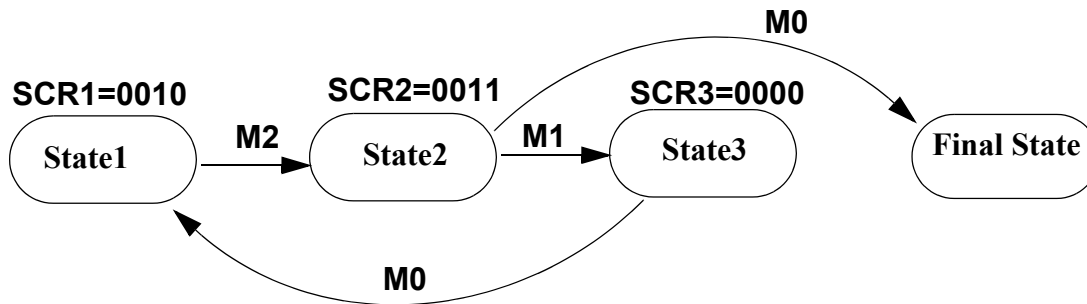 M0
SCR1=0010
SCR2=0011
SCR3=0000
State1
M2
State2
M1
State3
Final State
M0